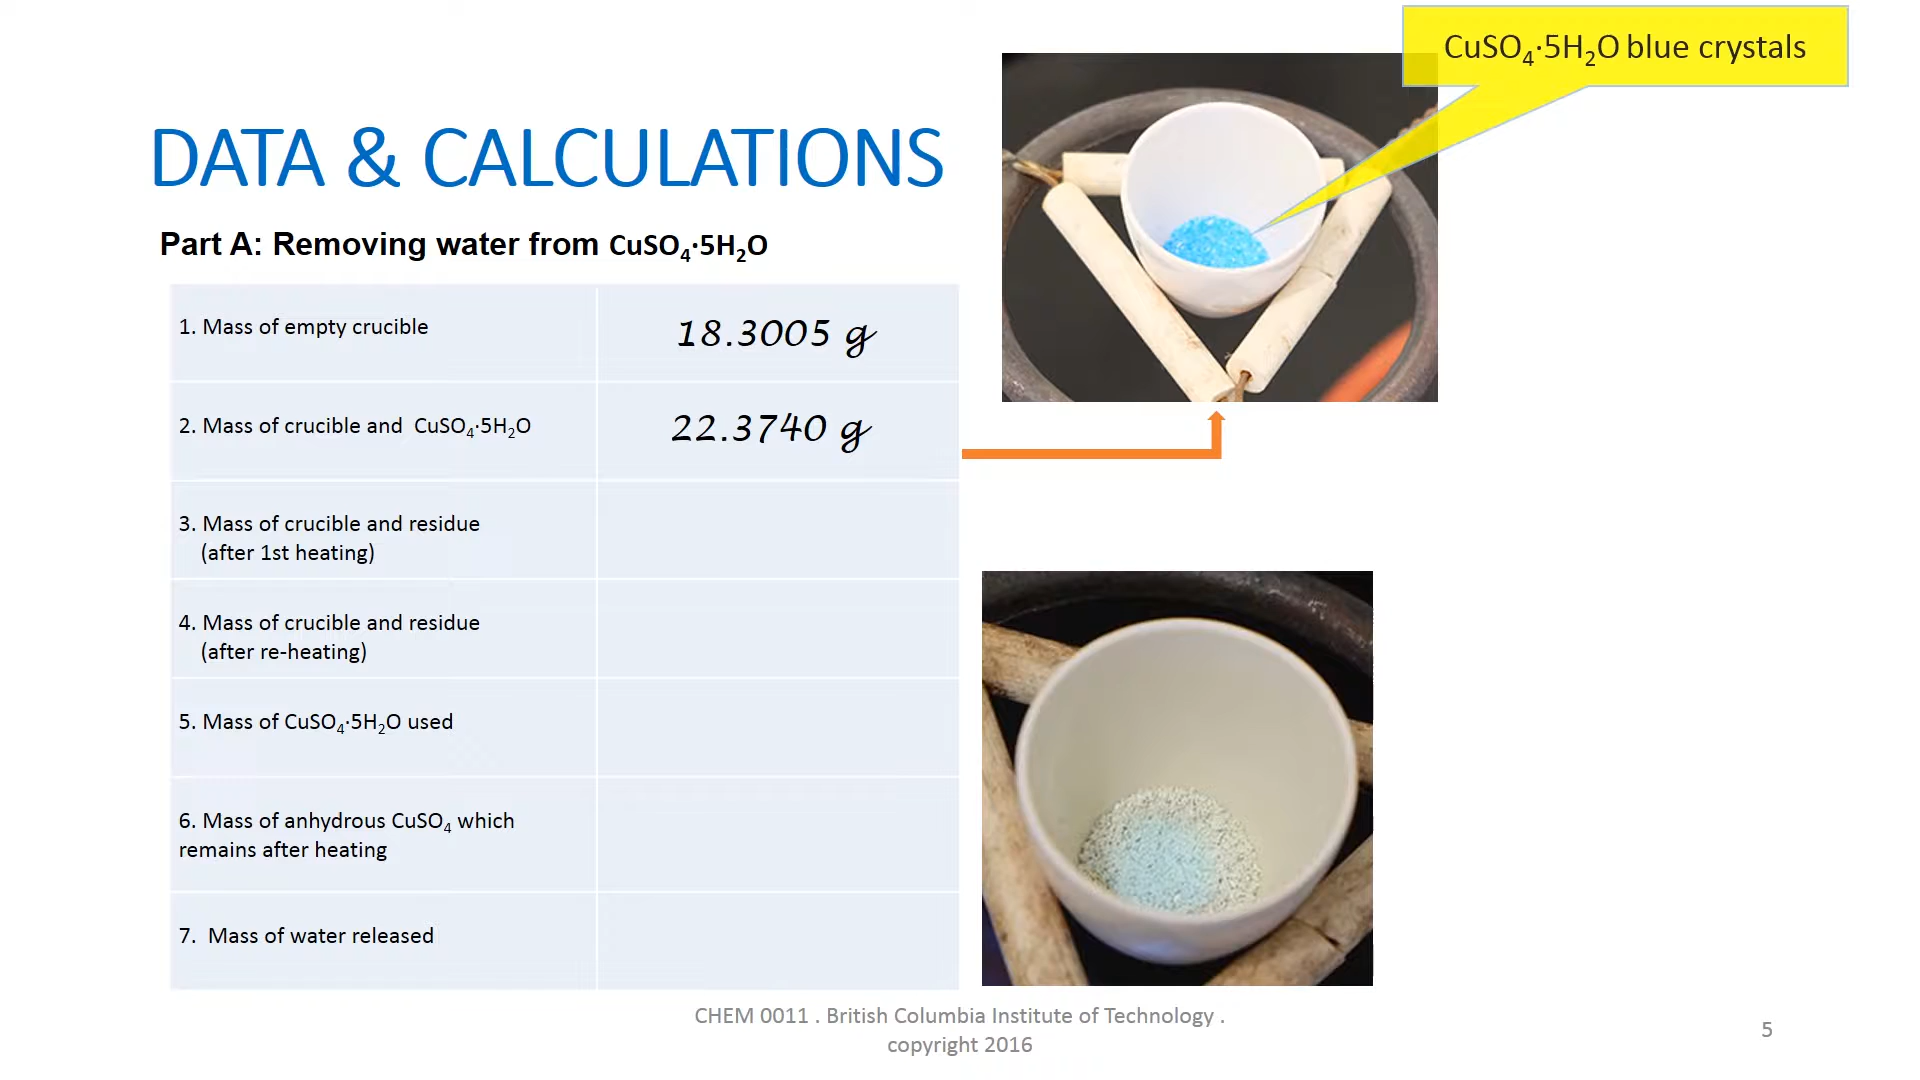 CuSO₄·5H₂O blue crystals
DATA & CALCULATIONS
Part A: Removing water from CuSO₄·5H₂O
1. Mass of empty crucible
18.3005 g
2. Mass of crucible and CuSO₄·5H₂O
22.3740 g
3. Mass of crucible and residue
(after 1st heating)
4. Mass of crucible and residue
(after re-heating)
5. Mass of CuSO₄·5H₂O used
6. Mass of anhydrous CuSO₄ which
remains after heating
7. Mass of water released
CHEM 0011 . British Columbia Institute of Technology .
copyright 2016
5